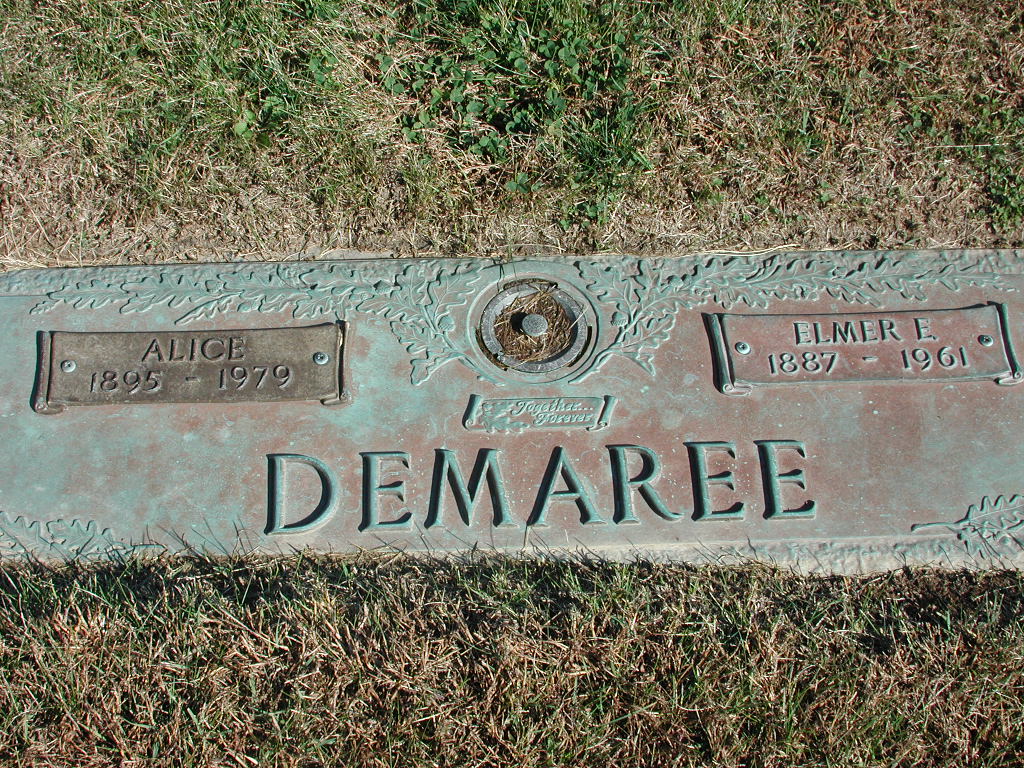 ALICE
1895 - 1979
ELMER E.
1887 - 1961
Together...
Forever
DEMAREE